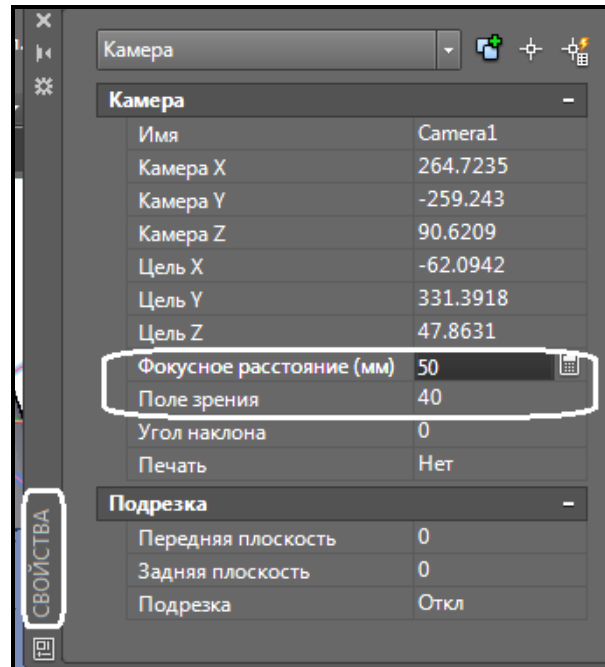 Камера
Камера
Имя Camera1
Камера X 264.7235
Камера Y -259.243
Камера Z 90.6209
Цель X -62.0942
Цель Y 331.3918
Цель Z 47.8631
Фокусное расстояние (мм) 50
Поле зрения 40
Угол наклона 0
Печать Нет
Подрезка
Передняя плоскость 0
Задняя плоскость 0
Подрезка Откл
СВОЙСТВА